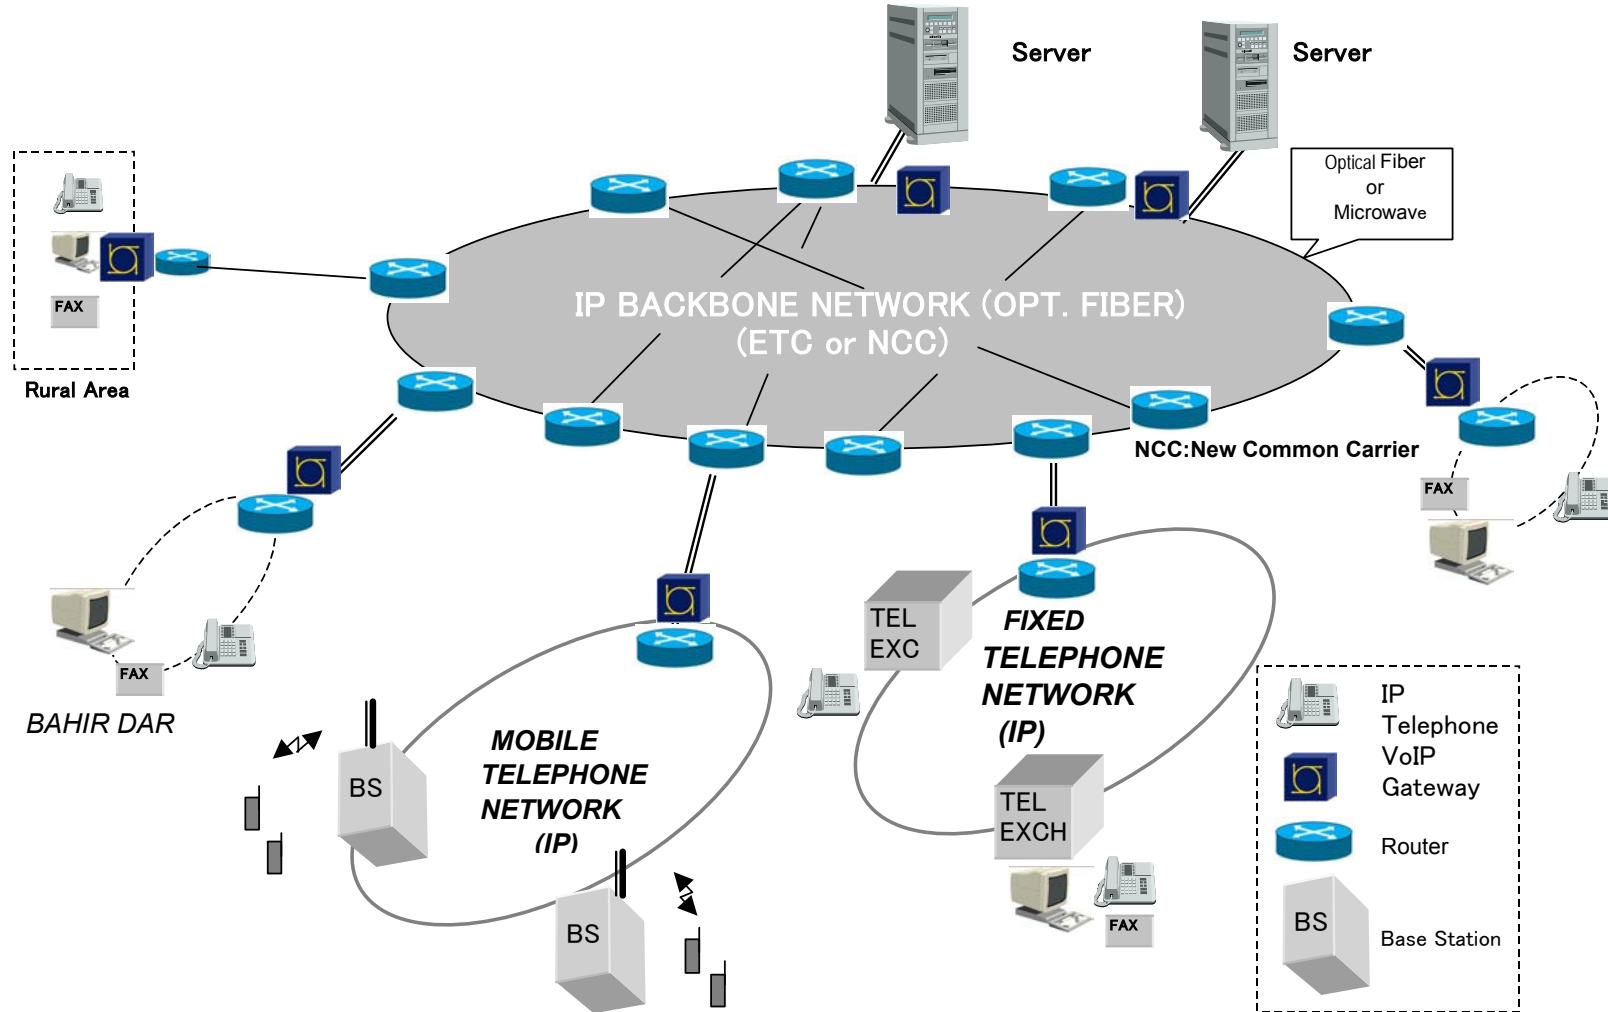 Server
Server
Optical Fiber
or
Microwave
FAX
Rural Area
IP BACKBONE NETWORK (OPT. FIBER)
(ETC or NCC)
NCC:New Common Carrier
FAX
TEL
EXC
FIXED
TELEPHONE
NETWORK
(IP)
FAX
BAHIR DAR
BS
MOBILE
TELEPHONE
NETWORK
(IP)
TEL
EXCH
FAX
BS
IP
Telephone
VoIP
Gateway
Router
BS
Base Station